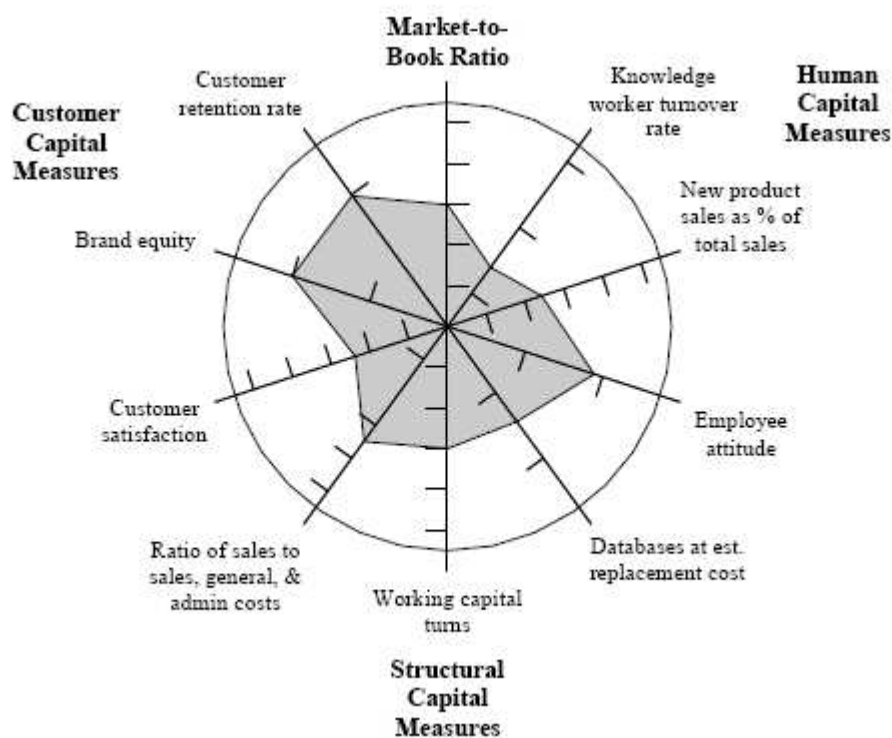 Market-to-
Book Ratio
Knowledge
worker turnover
rate
Human
Capital
Measures
New product
sales as % of
total sales
Employee
attitude
Databases at est.
replacement cost
Working capital
turns
Structural
Capital
Measures
Ratio of sales to
sales, general, &
admin costs
Customer
satisfaction
Brand equity
Customer
Capital
Measures
Customer
retention rate